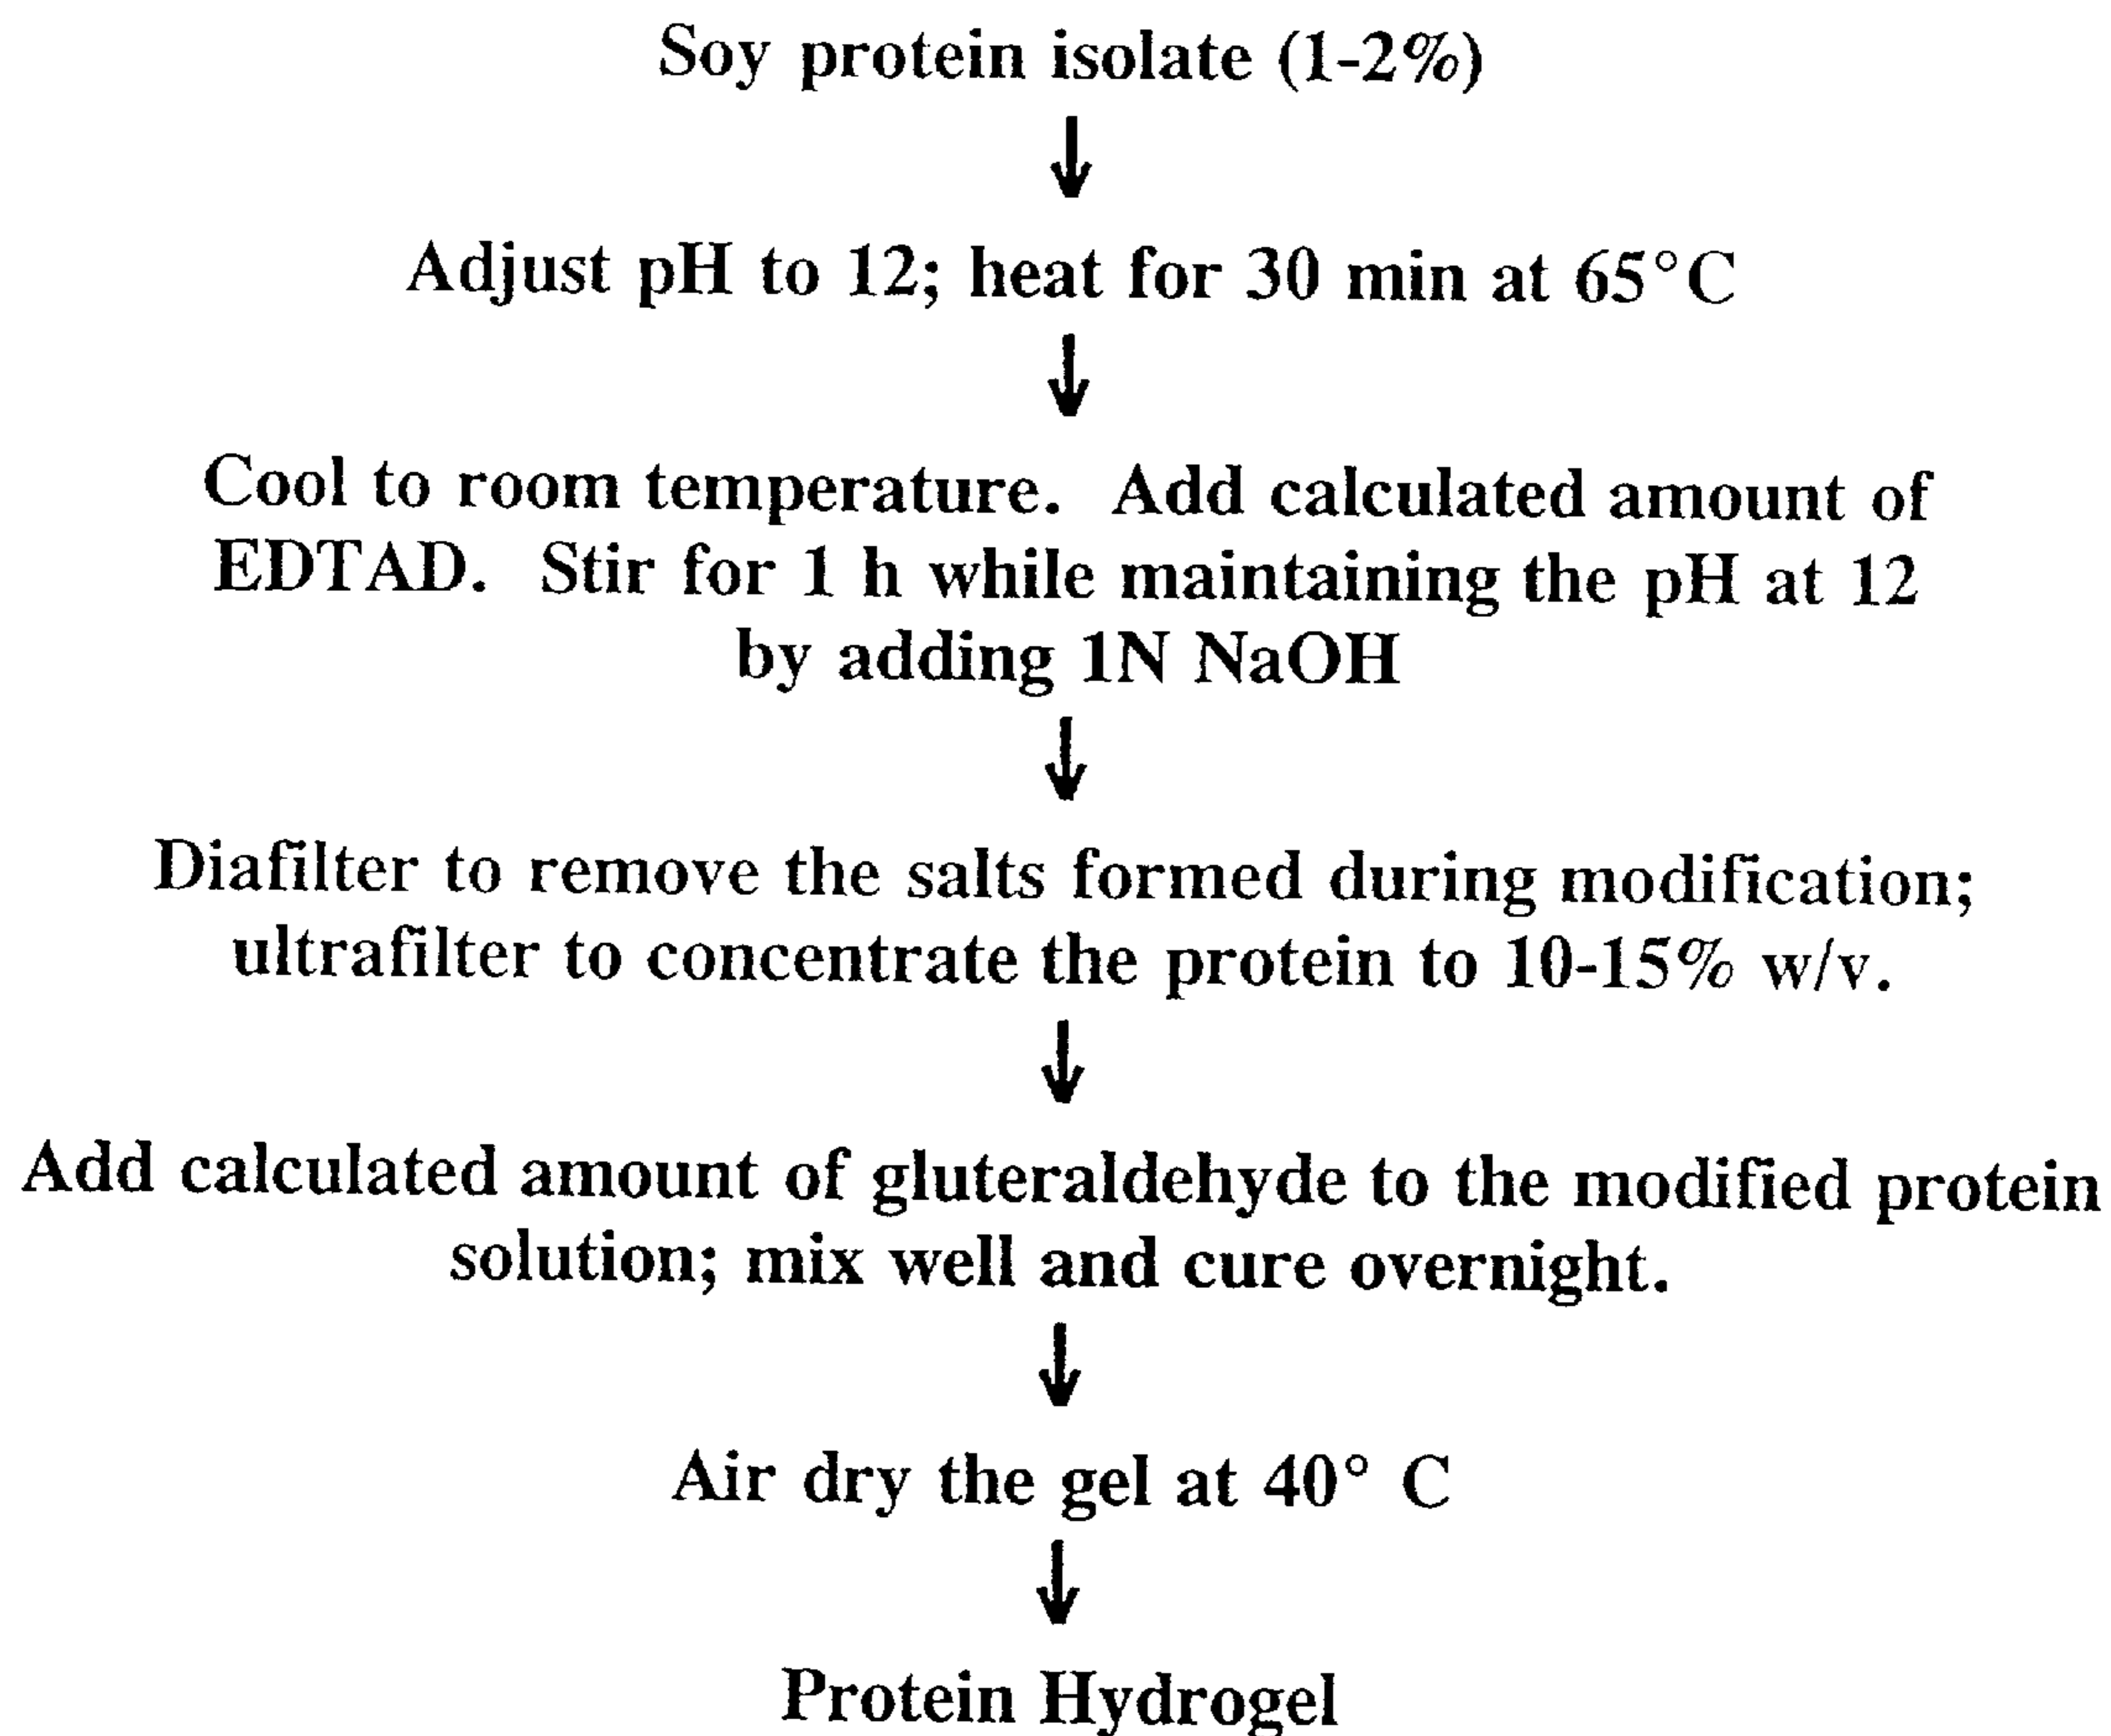 Soy protein isolate (1-2%)
Adjust pH to 12; heat for 30 min at 65°C
Cool to room temperature. Add calculated amount of
EDTAD. Stir for 1 h while maintaining the pH at 12
by adding 1N NaOH
Diafilter to remove the salts formed during modification;
ultrafilter to concentrate the protein to 10-15% w/v.
Add calculated amount of gluteraldehyde to the modified protein
solution; mix well and cure overnight.
Air dry the gel at 40° C
Protein Hydrogel